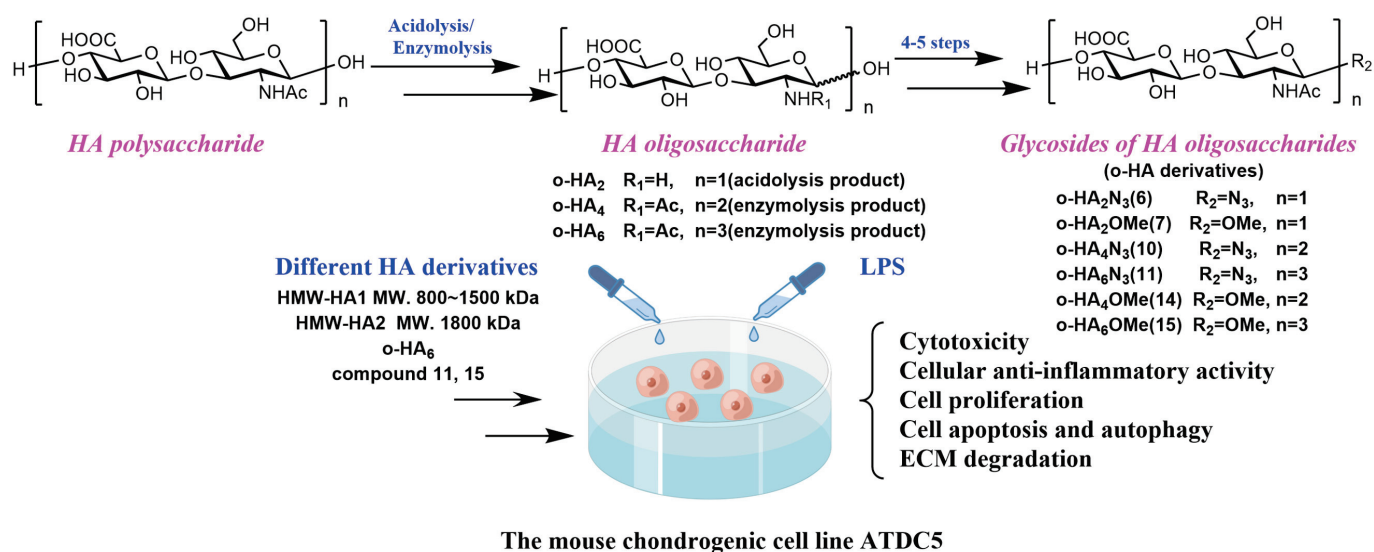 HOOC
OH
O
HO
O
H
O
O
OH
HO
O
OH
NHAc
n
Acidolysis/
Enzymolysis
HOOC
OH
O
HO
O
H
O
O
OH
HO
O
OH
NHR1
n
4-5 steps
HOOC
OH
O
HO
O
H
O
O
R2
HO
O
OH
NHAc
n
HA polysaccharide
HA oligosaccharide
Glycosides of HA oligosaccharides
(o-HA derivatives)
o-HA2 R1=H, n=1(acidolysis product)
o-HA4 R1=Ac, n=2(enzymolysis product)
o-HA6 R1=Ac, n=3(enzymolysis product)
o-HA2N3(6) R2=N3, n=1
o-HA2OMe(7) R2=OMe, n=1
o-HA4N3(10) R2=N3, n=2
o-HA6N3(11) R2=N3, n=3
o-HA4OMe(14) R2=OMe, n=2
o-HA6OMe(15) R2=OMe, n=3
Different HA derivatives
HMW-HA1 MW. 800~1500 kDa
HMW-HA2 MW. 1800 kDa
o-HA6
compound 11, 15
LPS
Cytotoxicity
Cellular anti-inflammatory activity
Cell proliferation
Cell apoptosis and autophagy
ECM degradation
The mouse chondrogenic cell line ATDC5